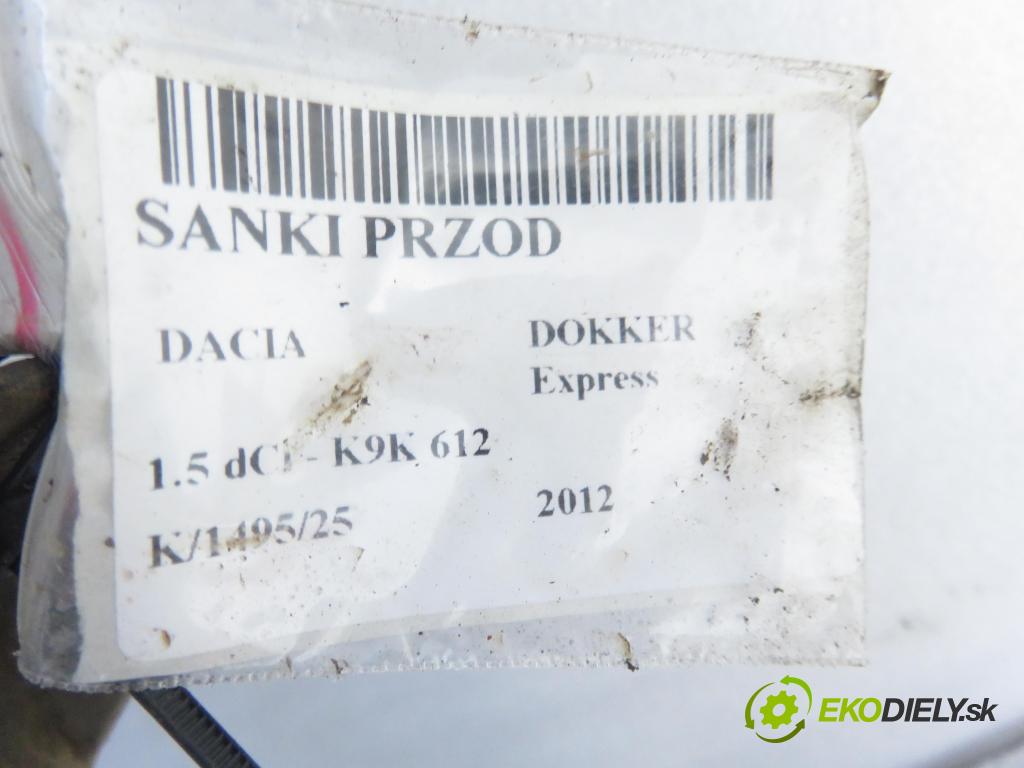 SANKI PRZOD
DACIA
DOKKER
Express
1.5 dCI - K9K 612
K/1495/25
2012
EKODIELY.sk